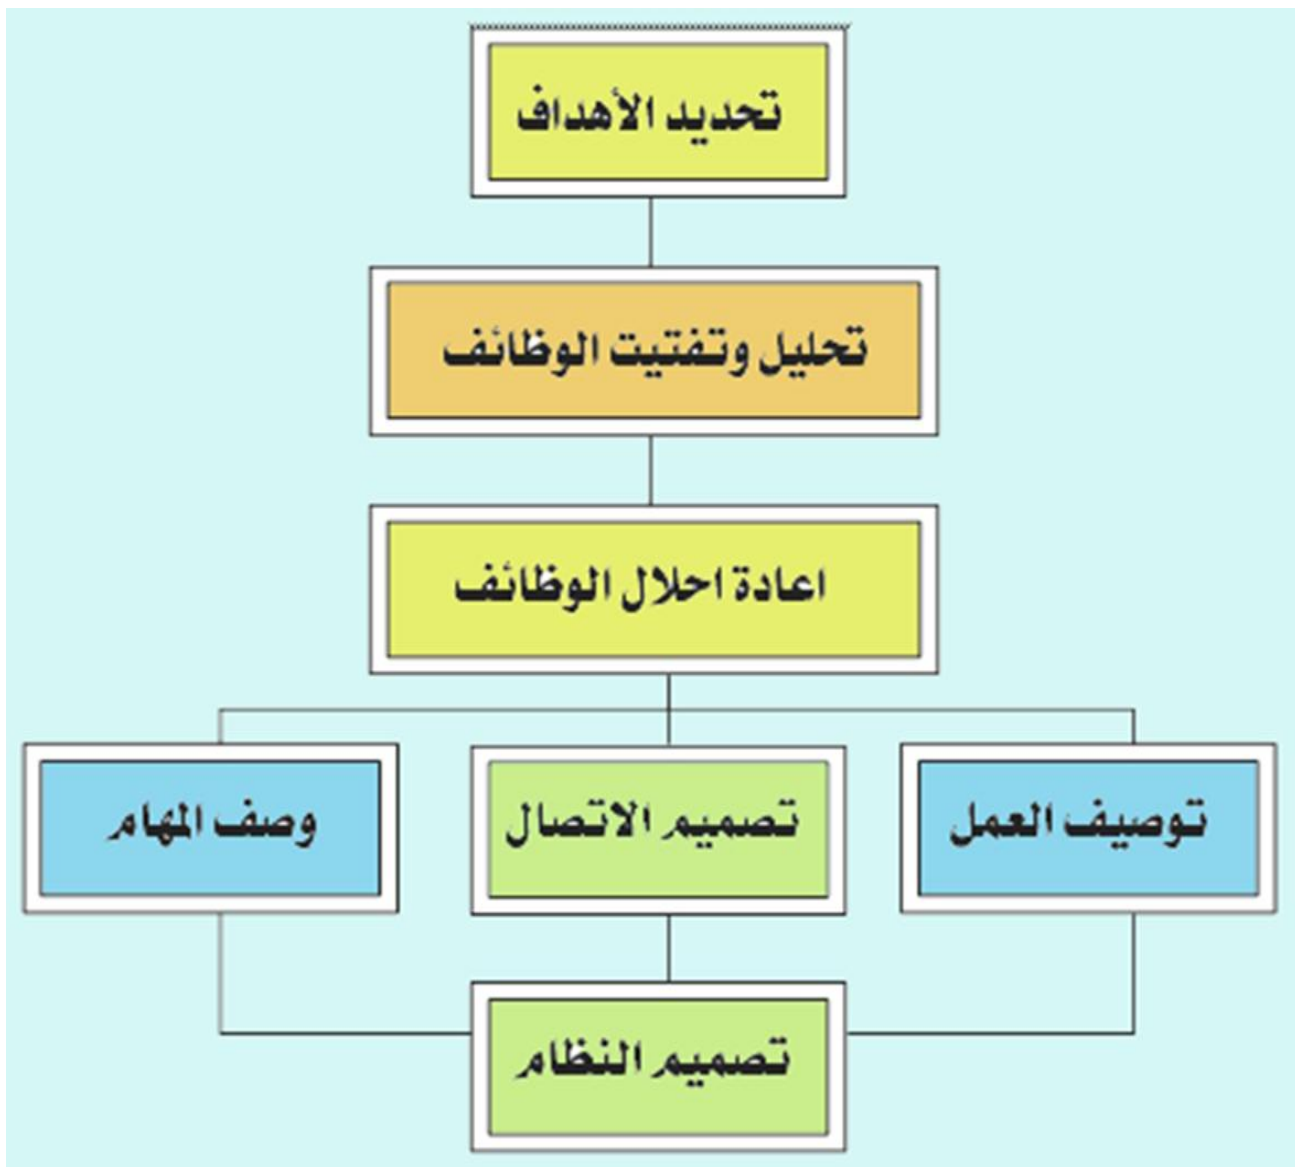 تحديد الأهداف
تحليل وتفتيت الوظائف
اعادة احلال الوظائف
توصيف العمل
تصميم الاتصال
وصف المهام
تصميم النظام